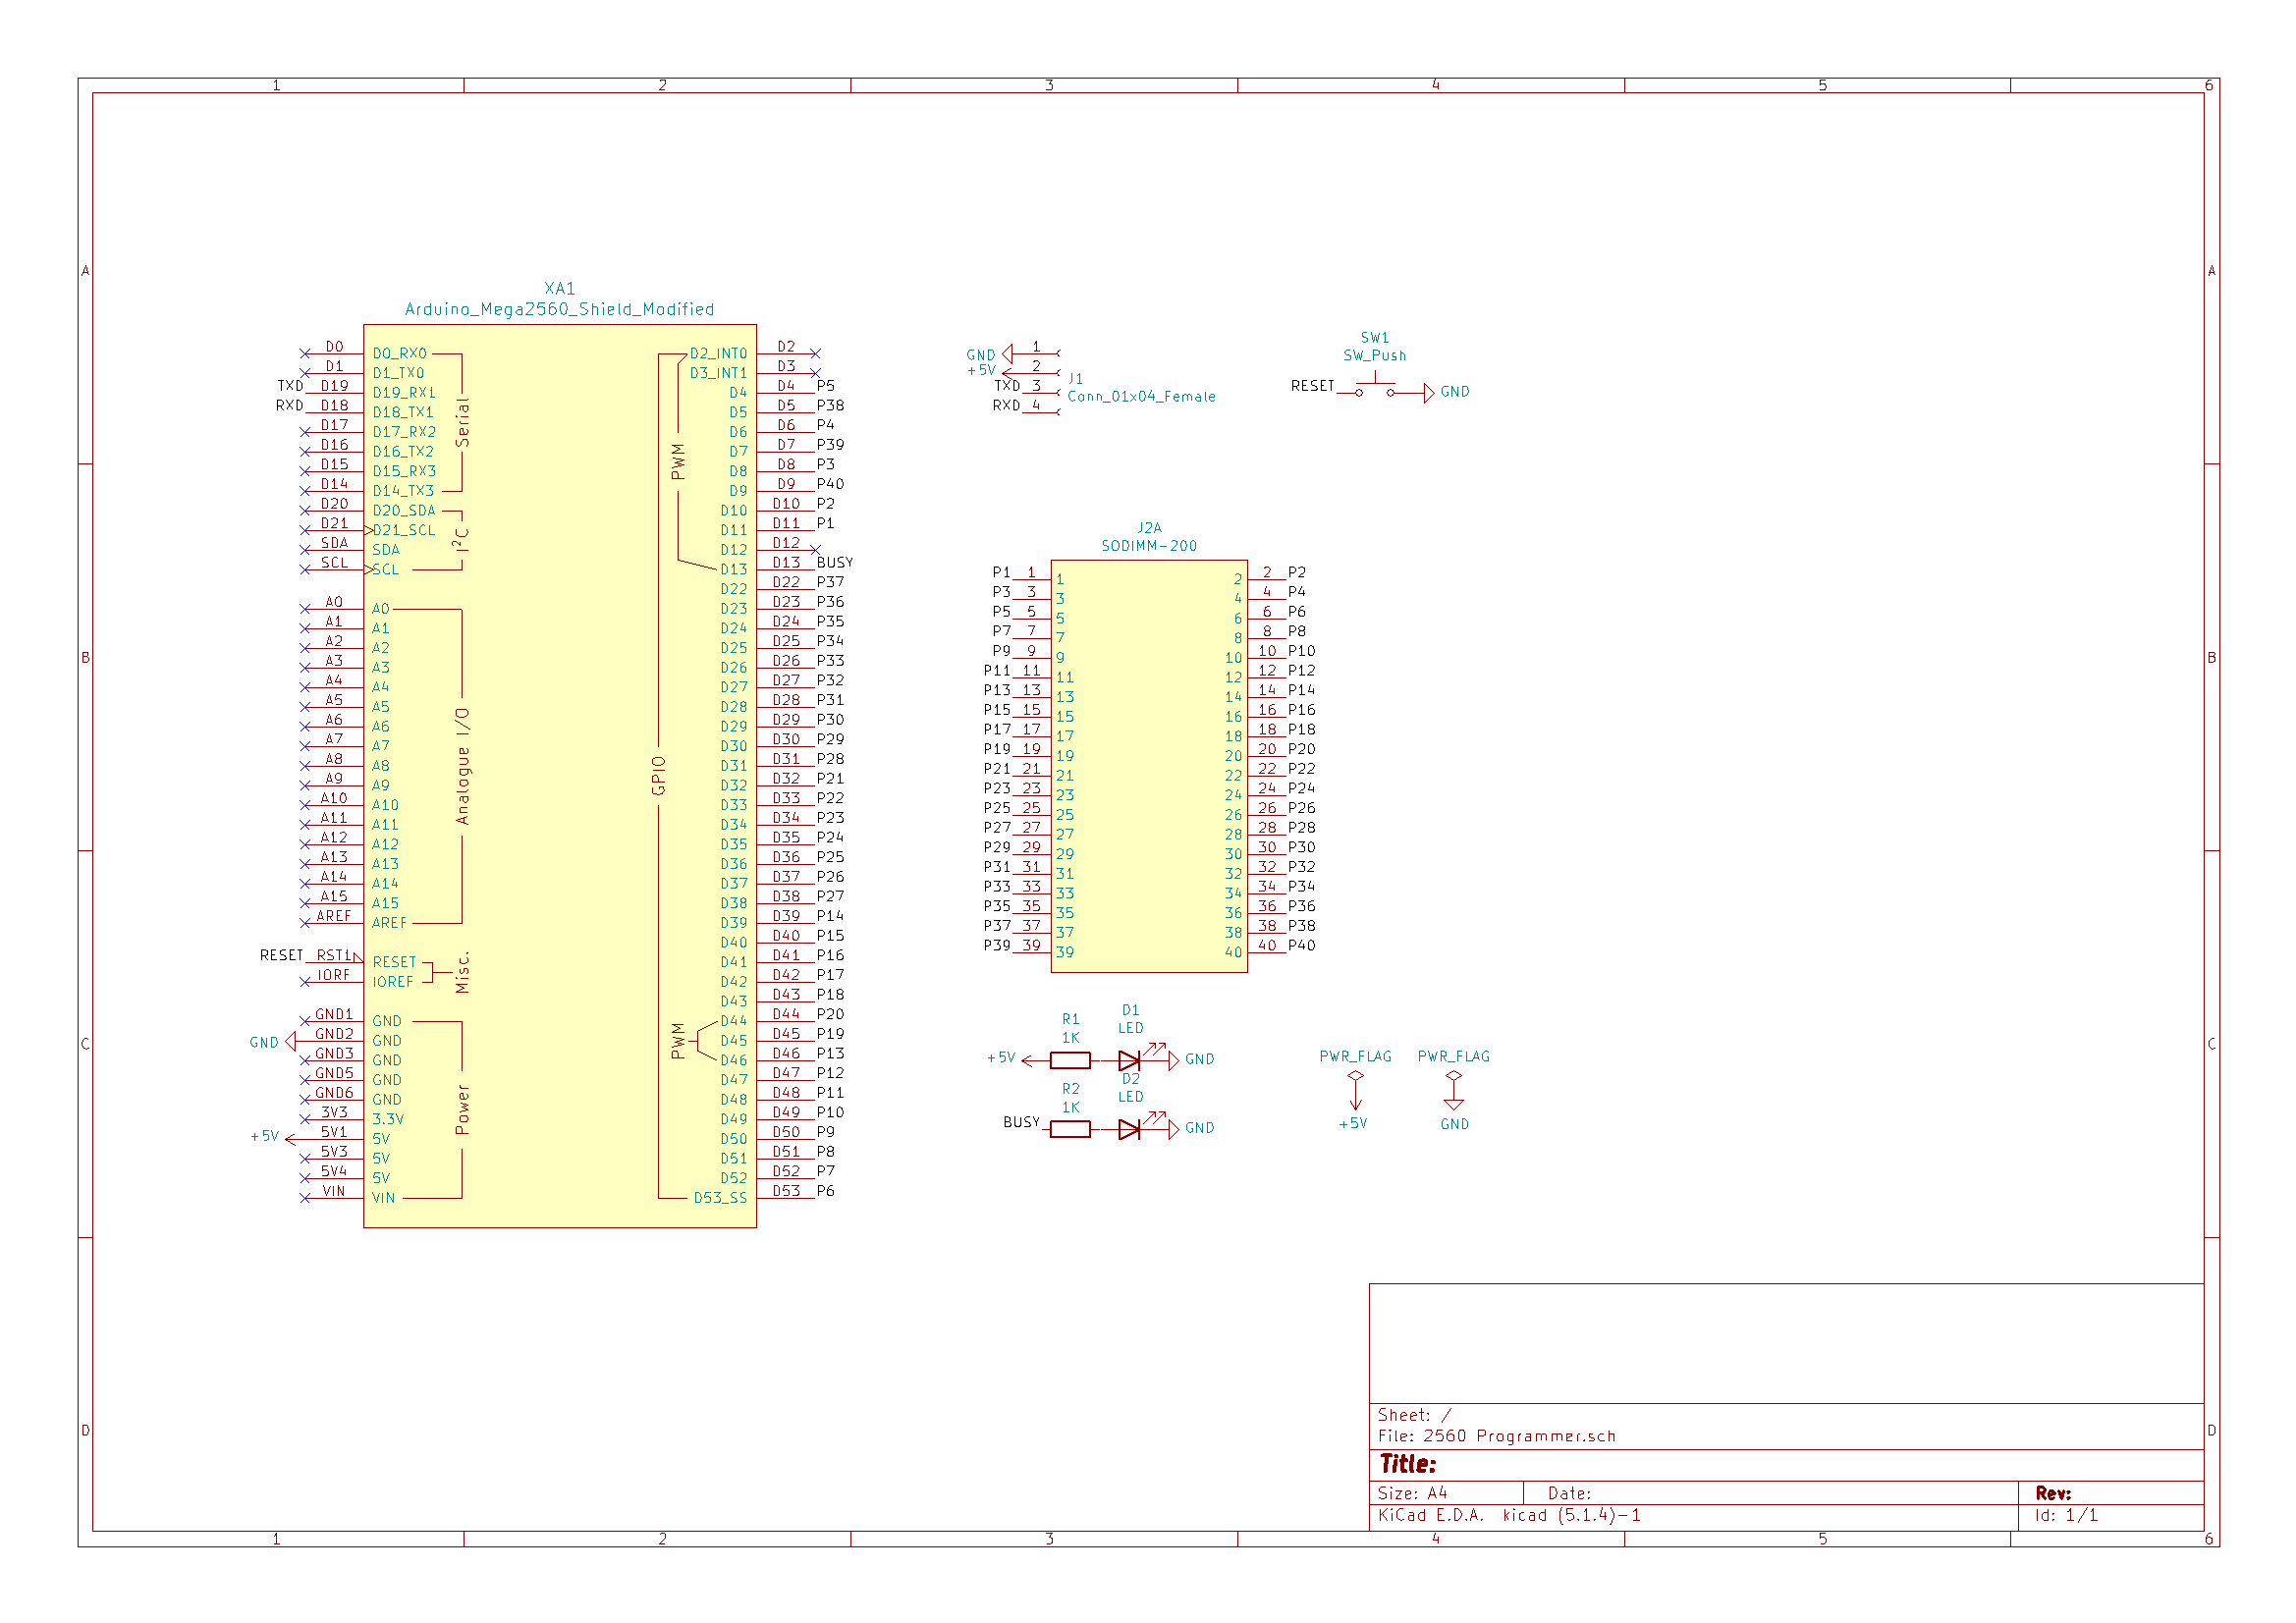 1 2 3 4 5 6
A A
XA1
Arduino_Mega2560_Shield_Modified
D0 D0_RX0 D2_INT0 D2
D1 D1_TX0 D3_INT1 D3
TXD D19 D19_RX1 D4 D4 P5
RXD D18 D18_TX1 D5 D5 P38
D17 D17_RX2 D6 D6 P4
D16 D16_TX2 D7 D7 P39
D15 D15_RX3 D8 D8 P3
D14 D14_TX3 D9 D9 P40
D20 D20_SDA D10 D10 P2
D21 D21_SCL D11 D11 P1
SDA SDA D12 D12
SCL SCL D13 D13 BUSY
D22 D22 P37
A0 A0 D23 D23 P36
A1 A1 D24 D24 P35
A2 A2 D25 D25 P34
A3 A3 D26 D26 P33
A4 A4 D27 D27 P32
A5 A5 D28 D28 P31
A6 A6 D29 D29 P30
A7 A7 D30 D30 P29
A8 A8 D31 D31 P28
A9 A9 D32 D32 P21
A10 A10 D33 D33 P22
A11 A11 D34 D34 P23
A12 A12 D35 D35 P24
A13 A13 D36 D36 P25
A14 A14 D37 D37 P26
A15 A15 D38 D38 P27
AREF AREF D39 D39 P14
D40 D40 P15
RESET RST1 RESET D41 D41 P16
IORF IOREF D42 D42 P17
D43 D43 P18
GND1 GND D44 D44 P20
GND GND2 GND D45 D45 P19
GND3 GND D46 D46 P13
GND5 GND D47 D47 P12
GND6 GND D48 D48 P11
3V3 3.3V D49 D49 P10
+5V 5V1 5V D50 D50 P9
5V3 5V D51 D51 P8
5V4 5V D52 D52 P7
VIN VIN D53_SS D53 P6
Serial
I²C
Analogue I/O
Misc.
Power
PWM
GPIO
PWM
GND 1
+5V 2
TXD 3
RXD 4
J1
Conn_01x04_Female
SW1
SW_Push
RESET GND
J2A
SODIMM-200
P1 1 1 2 2 P2
P3 3 3 4 4 P4
P5 5 5 6 6 P6
P7 7 7 8 8 P8
P9 9 9 10 10 P10
P11 11 11 12 12 P12
P13 13 13 14 14 P14
P15 15 15 16 16 P16
P17 17 17 18 18 P18
P19 19 19 20 20 P20
P21 21 21 22 22 P22
P23 23 23 24 24 P24
P25 25 25 26 26 P26
P27 27 27 28 28 P28
P29 29 29 30 30 P30
P31 31 31 32 32 P32
P33 33 33 34 34 P34
P35 35 35 36 36 P36
P37 37 37 38 38 P38
P39 39 39 40 40 P40
R1
1K
D1
LED
+5V GND
R2
1K
D2
LED
BUSY GND
PWR_FLAG PWR_FLAG
+5V GND
B B
C C
D D
Sheet: /
File: 2560 Programmer.sch
Title:
Size: A4 Date: Rev:
KiCad E.D.A. kicad (5.1.4)-1 Id: 1/1
1 2 3 4 5 6